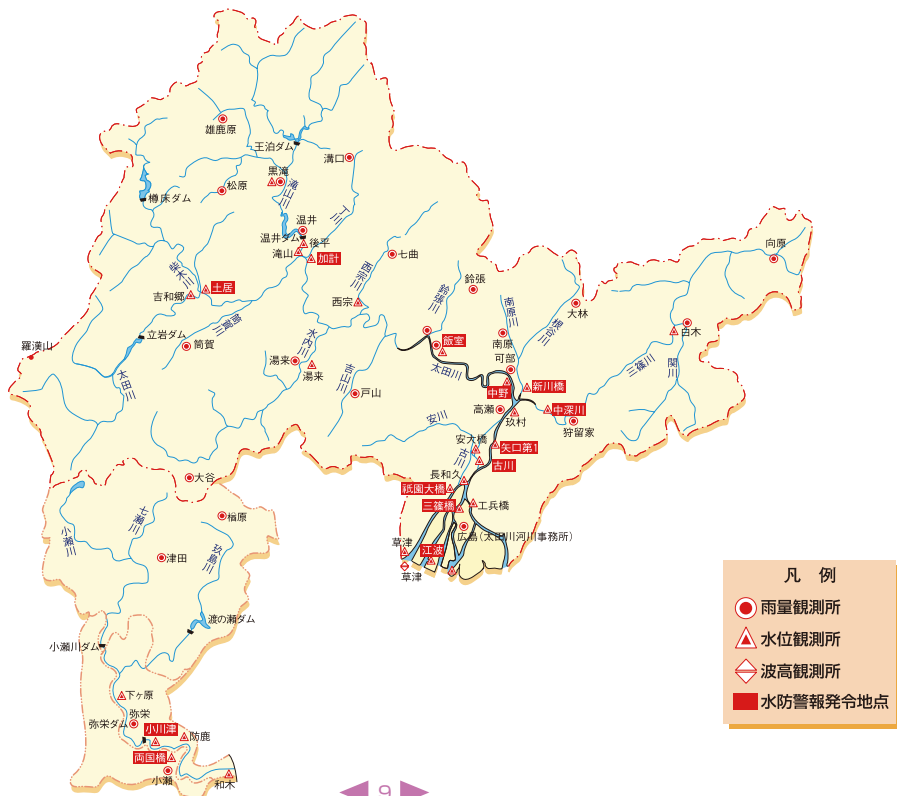 雄鹿原
王泊ダム
溝口
黒滝
滝山川
松原
樽床ダム
丁川
温井
温井ダム
後平
滝山
加計
向原
七曲
西宗川
柴木川
土居
吉和郷
鈴張
鈴張川
西宗
南原川
大林
根谷川
筒賀川
水内川
白木
立岩ダム
羅漢山
筒賀
飯室
南原
可部
三篠川
関川
湯来
湯来
吉山川
太田川
太田川
戸山
中野
新川橋
高瀬
玖村
中深川
狩留家
安川
安大橋
矢口第1
古川
古川
長和久
大谷
祇園大橋
三篠橋
工兵橋
七瀬川
楢原
小瀬川
玖島川
津田
広島(太田川河川事務所)
草津
江波
草津
渡の瀬ダム
小瀬川ダム
下ヶ原
弥栄
弥栄ダム
小川津
防鹿
両国橋
小瀬
和木
凡 例
雨量観測所
水位観測所
波高観測所
水防警報発令地点
9